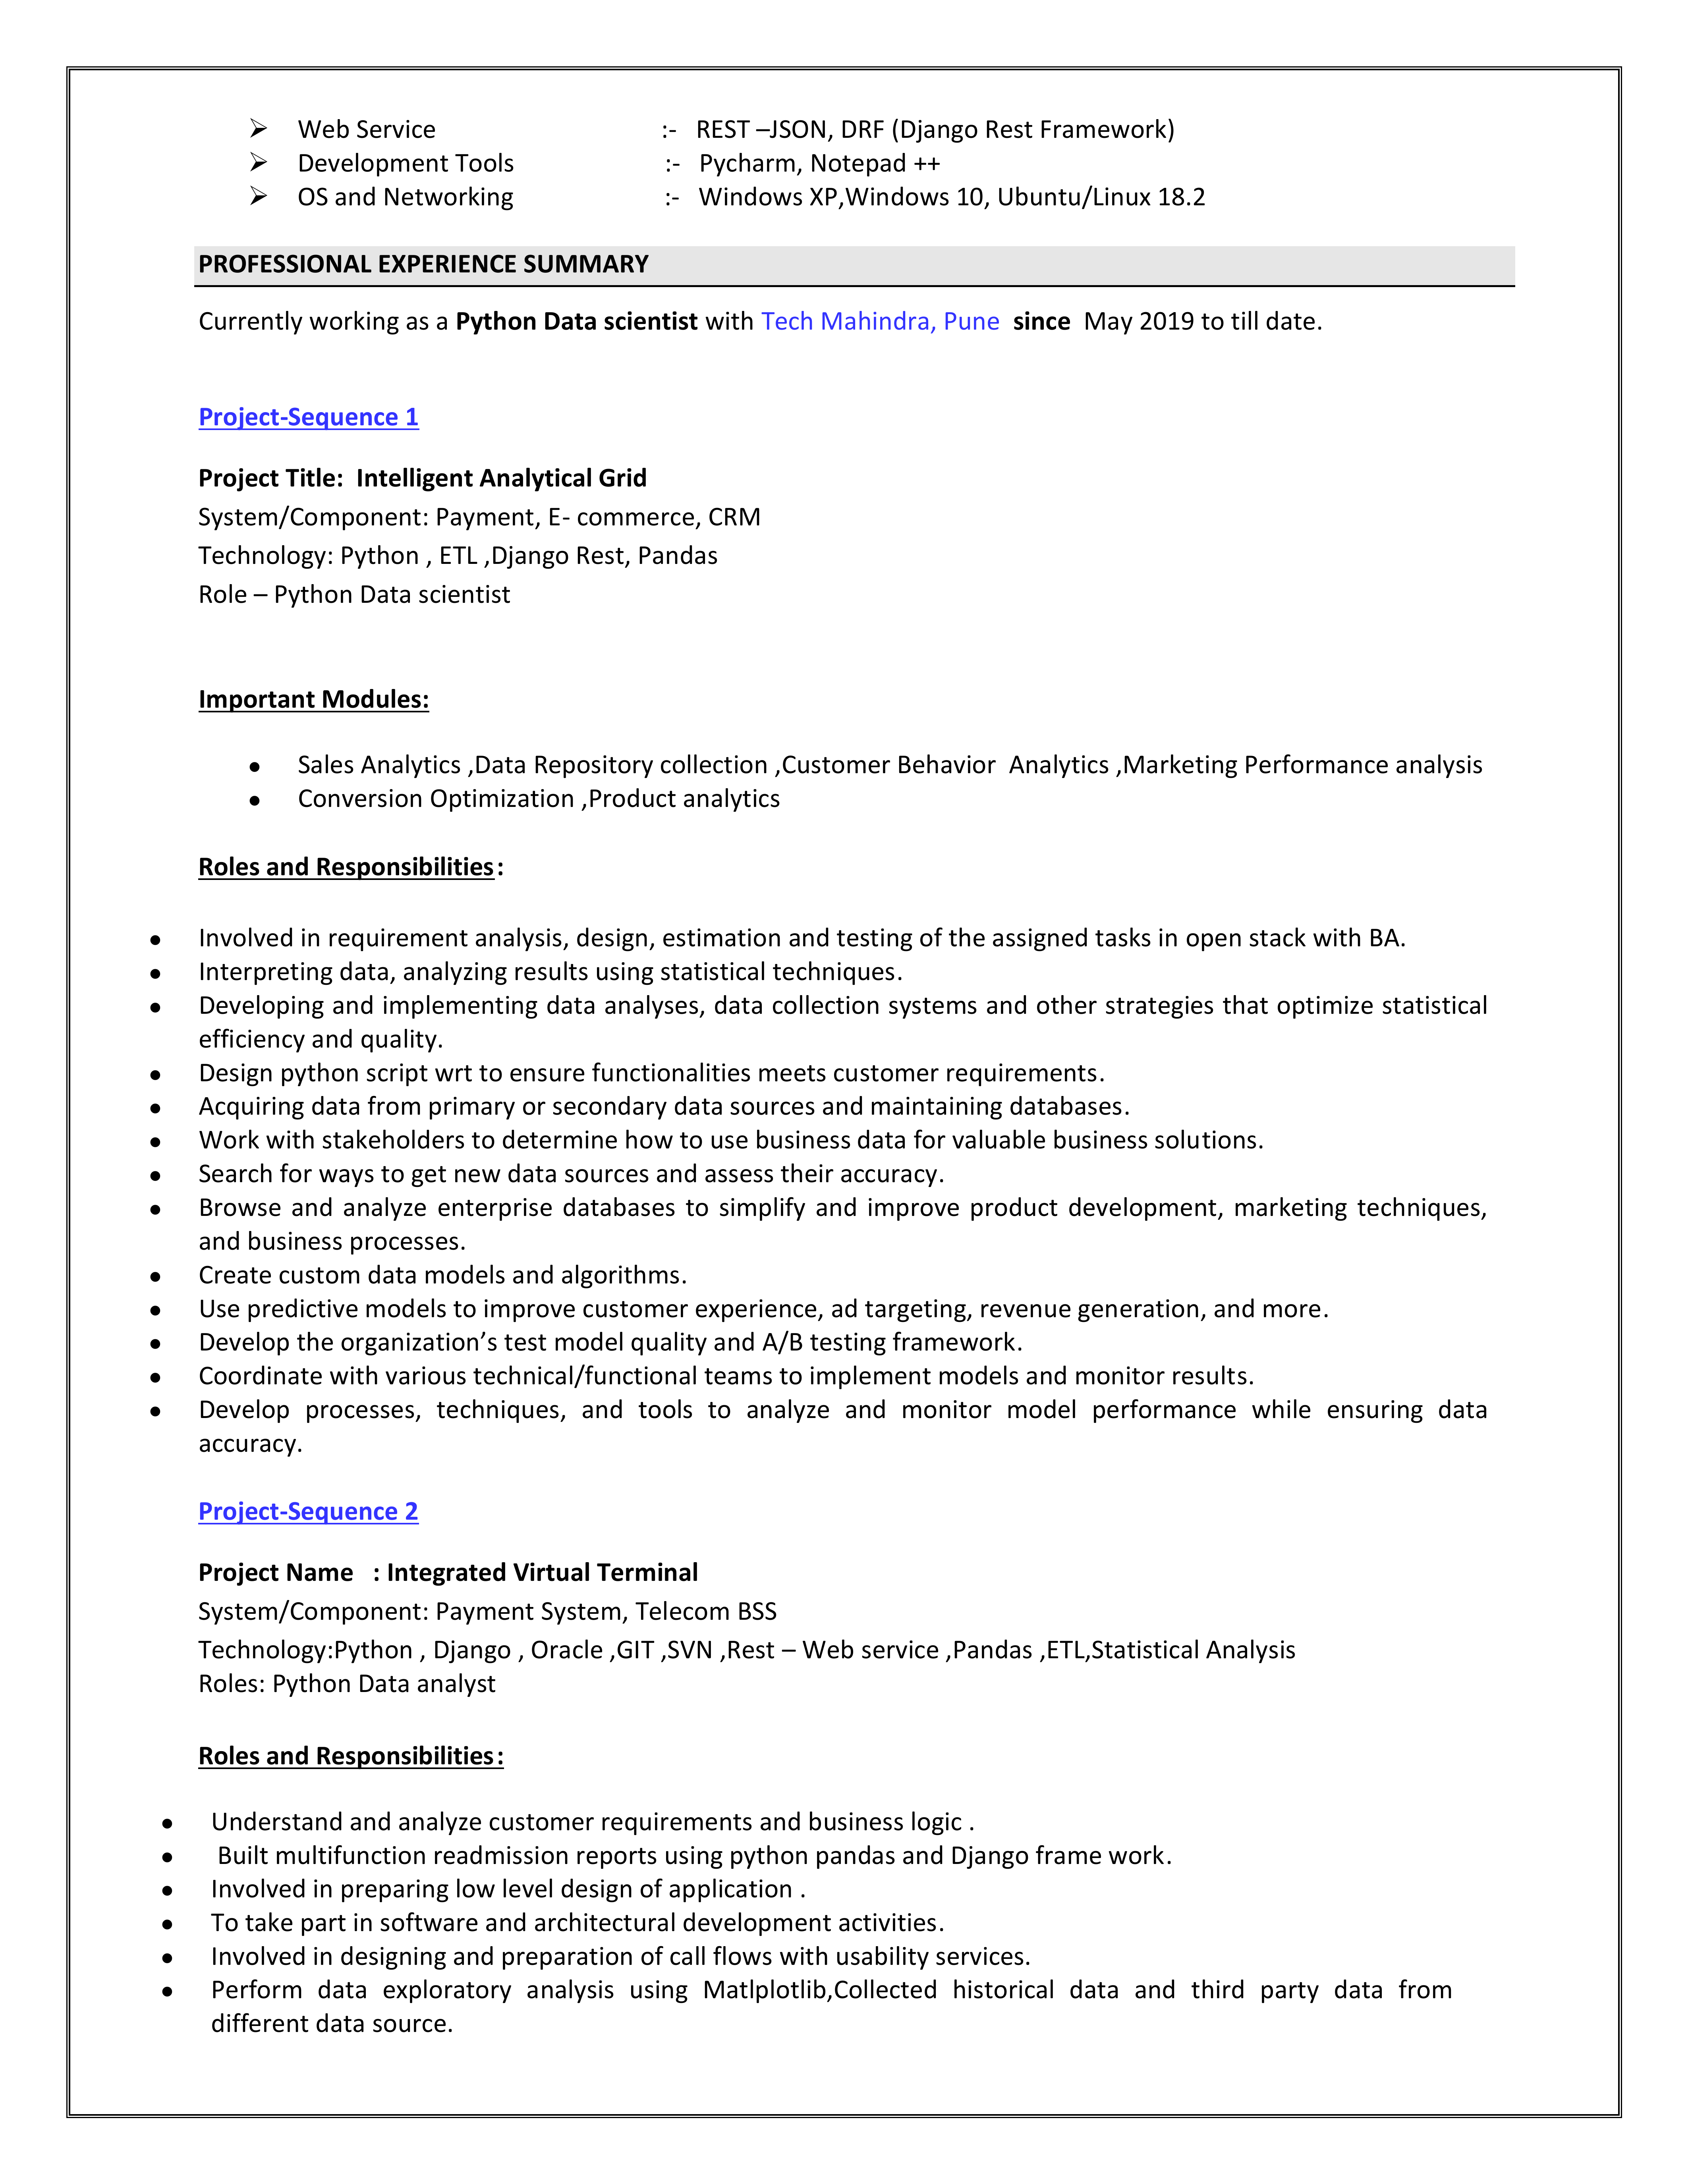 ➢ Web Service :- REST –JSON, DRF (Django Rest Framework)
➢ Development Tools :- Pycharm, Notepad ++
➢ OS and Networking :- Windows XP,Windows 10, Ubuntu/Linux 18.2
PROFESSIONAL EXPERIENCE SUMMARY
Currently working as a Python Data scientist with Tech Mahindra, Pune since May 2019 to till date.
Project-Sequence 1
Project Title: Intelligent Analytical Grid
System/Component: Payment, E- commerce, CRM
Technology: Python , ETL ,Django Rest, Pandas
Role – Python Data scientist
Important Modules:
● Sales Analytics ,Data Repository collection ,Customer Behavior Analytics ,Marketing Performance analysis
● Conversion Optimization ,Product analytics
Roles and Responsibilities:
● Involved in requirement analysis, design, estimation and testing of the assigned tasks in open stack with BA.
● Interpreting data, analyzing results using statistical techniques.
● Developing and implementing data analyses, data collection systems and other strategies that optimize statistical
efficiency and quality.
● Design python script wrt to ensure functionalities meets customer requirements.
● Acquiring data from primary or secondary data sources and maintaining databases.
● Work with stakeholders to determine how to use business data for valuable business solutions.
● Search for ways to get new data sources and assess their accuracy.
● Browse and analyze enterprise databases to simplify and improve product development, marketing techniques,
and business processes.
● Create custom data models and algorithms.
● Use predictive models to improve customer experience, ad targeting, revenue generation, and more.
● Develop the organization’s test model quality and A/B testing framework.
● Coordinate with various technical/functional teams to implement models and monitor results.
● Develop processes, techniques, and tools to analyze and monitor model performance while ensuring data
accuracy.
Project-Sequence 2
Project Name : Integrated Virtual Terminal
System/Component: Payment System, Telecom BSS
Technology:Python , Django , Oracle ,GIT ,SVN ,Rest – Web service ,Pandas ,ETL,Statistical Analysis
Roles: Python Data analyst
Roles and Responsibilities:
● Understand and analyze customer requirements and business logic .
● Built multifunction readmission reports using python pandas and Django frame work.
● Involved in preparing low level design of application .
● To take part in software and architectural development activities.
● Involved in designing and preparation of call flows with usability services.
● Perform data exploratory analysis using Matlplotlib,Collected historical data and third party data from
different data source.